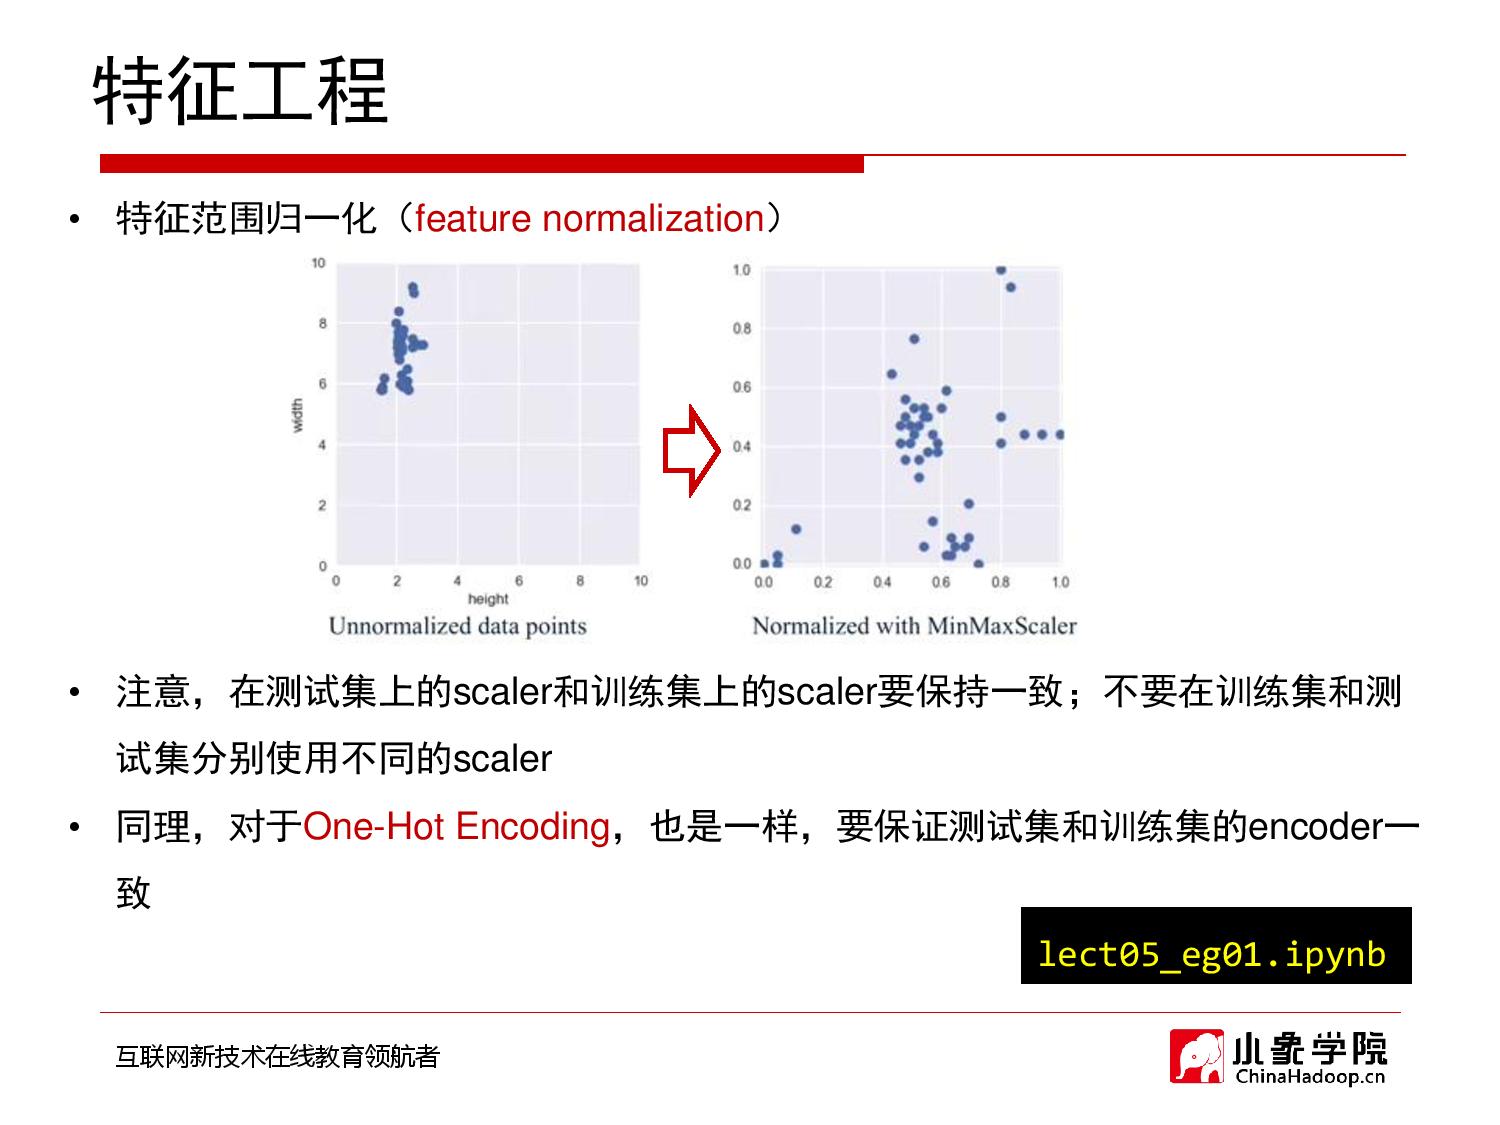 特征工程
• 特征范围归一化（feature normalization）
10
8
6
4
2
0
width
0 2 4 6 8 10
height
Unnormalized data points
1.0
0.8
0.6
0.4
0.2
0.0
0.0 0.2 0.4 0.6 0.8 1.0
Normalized with MinMaxScaler
• 注意，在测试集上的scaler和训练集上的scaler要保持一致；不要在训练集和测
试集分别使用不同的scaler
• 同理，对于One-Hot Encoding，也是一样，要保证测试集和训练集的encoder一
致
lect05_eg01.ipynb
互联网新技术在线教育领航者
小象学院
ChinaHadoop.cn